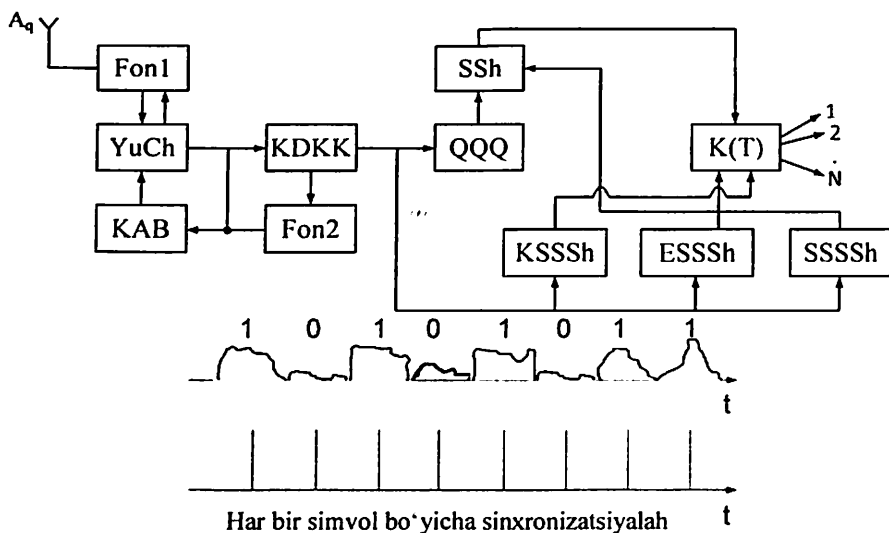 Aq
Fon1
SSh
YuCh
KDKK
QQQ
K(T)
1
2
N
KAB
Fon2
KSSSh
ESSSh
SSSSh
1 0 1 0 1 0 1 1
t
t
Har bir simvol bo‘yicha sinxronizatsiyalah